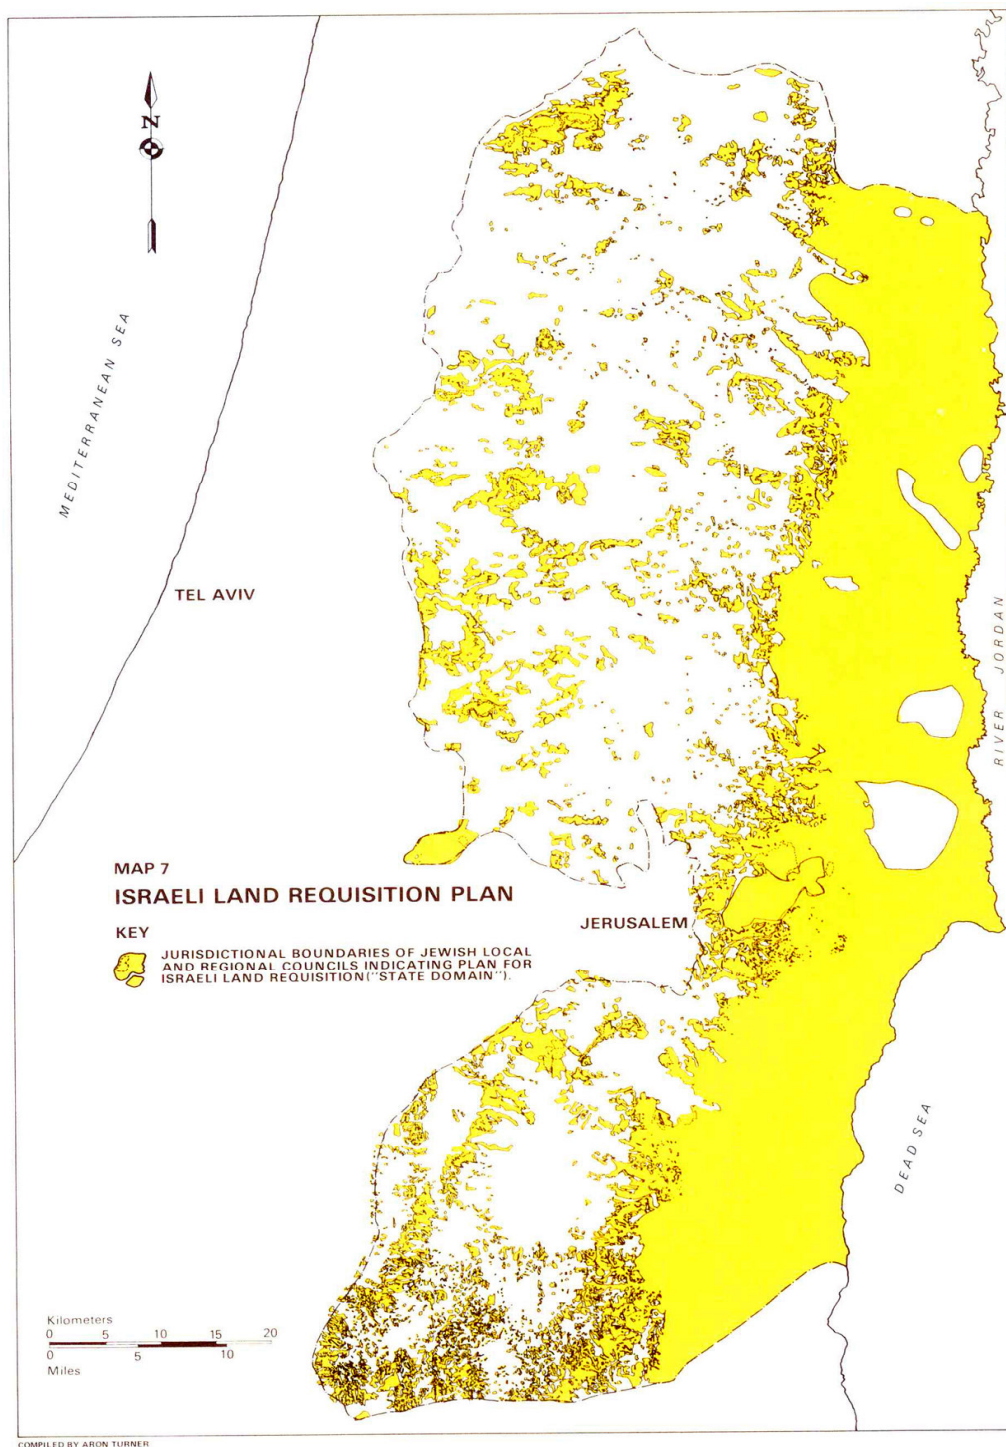 N
MEDITERRANEAN SEA
TEL AVIV
RIVER JORDAN
MAP 7
ISRAELI LAND REQUISITION PLAN
KEY
JURISDICTIONAL BOUNDARIES OF JEWISH LOCAL
AND REGIONAL COUNCILS INDICATING PLAN FOR
ISRAELI LAND REQUISITION ("STATE DOMAIN").
JERUSALEM
DEAD SEA
Kilometers
0 5 10 15 20
0 5 10
Miles
COMPILED BY ARON TURNER